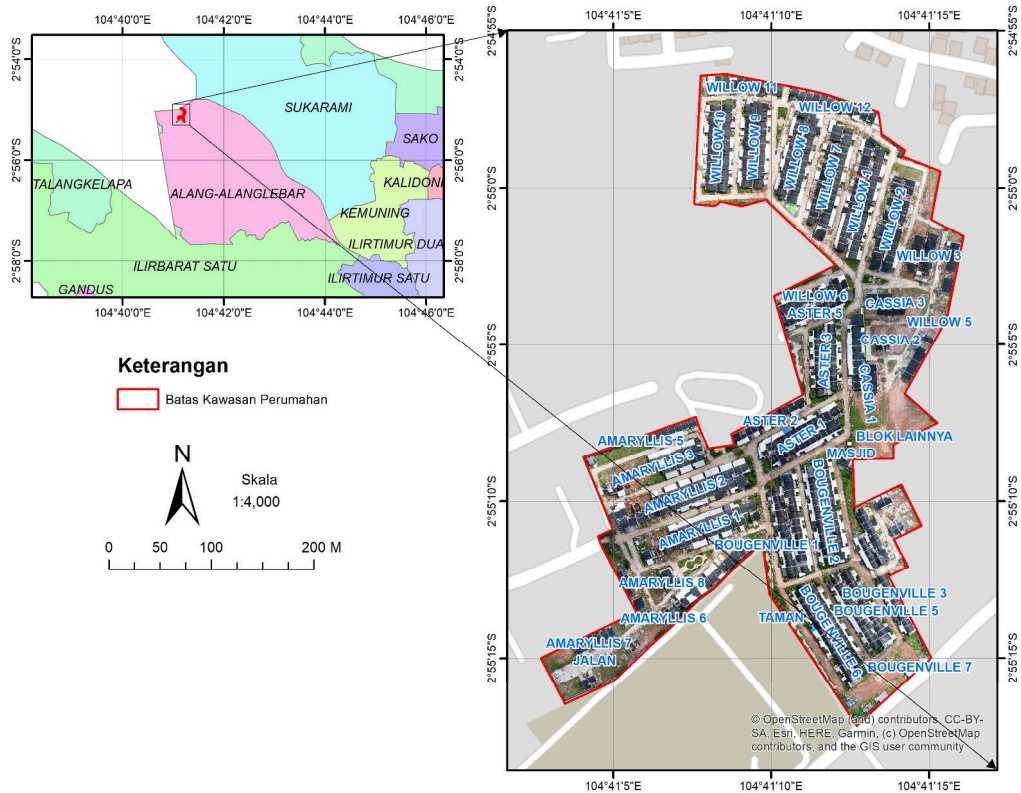 104°40'0"E
104°42'0"E
104°44'0"E
104°46'0"E
2°54'0"S
2°56'0"S
2°58'0"S
2°54'0"S
2°56'0"S
2°58'0"S
SUKARAMI
SAKO
TALANGKELAPA
ALANG-ALANGLEBAR
KALIDONI
KEMUNING
ILIRTIMUR DUA
ILIRBARAT SATU
ILIRTIMUR SATU
GANDUS
104°40'0"E
104°42'0"E
104°44'0"E
104°46'0"E
Keterangan
Batas Kawasan Perumahan
N
Skala
1:4,000
0 50 100 200 M
104°41'5"E
104°41'10"E
104°41'15"E
2°54'55"S
2°55'0"S
2°55'5"S
2°55'10"S
2°55'15"S
2°54'55"S
2°55'0"S
2°55'5"S
2°55'10"S
2°55'15"S
WILLOW 11
WILLOW 12
WILLOW 10
WILLOW 9
WILLOW 8
WILLOW 7
WILLOW 1
WILLOW 2
WILLOW 3
WILLOW 6
CASSIA 3
ASTER 5
WILLOW 5
CASSIA 2
ASTER 3
CASSIA 1
ASTER 2
ASTER 1
BLOK LAINNYA
AMARYLLIS 5
MASJID
AMARYLLIS 3
AMARYLLIS 2
AMARYLLIS 1
BOUGENVILLE 1
BOUGENVILLE 2
AMARYLLIS 8
BOUGENVILLE 3
BOUGENVILLE 5
AMARYLLIS 6
TAMAN
BOUGENVILLE 6
AMARYLLIS 7
JALAN
BOUGENVILLE 7
© OpenStreetMap (and) contributors, CC-BY-
SA, Esri, HERE, Garmin, (c) OpenStreetMap
contributors, and the GIS user community
104°41'5"E
104°41'10"E
104°41'15"E